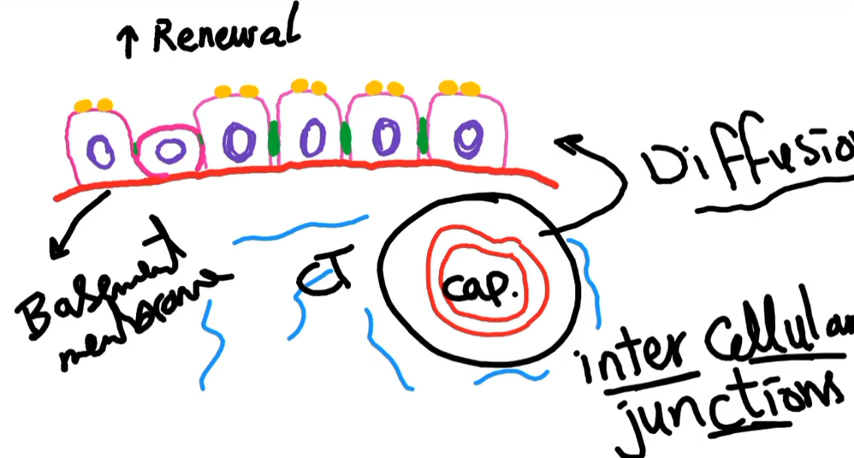 ↑ Renewal
Diffusio
Basement
membrane
CT
cap.
inter cellular
junctions